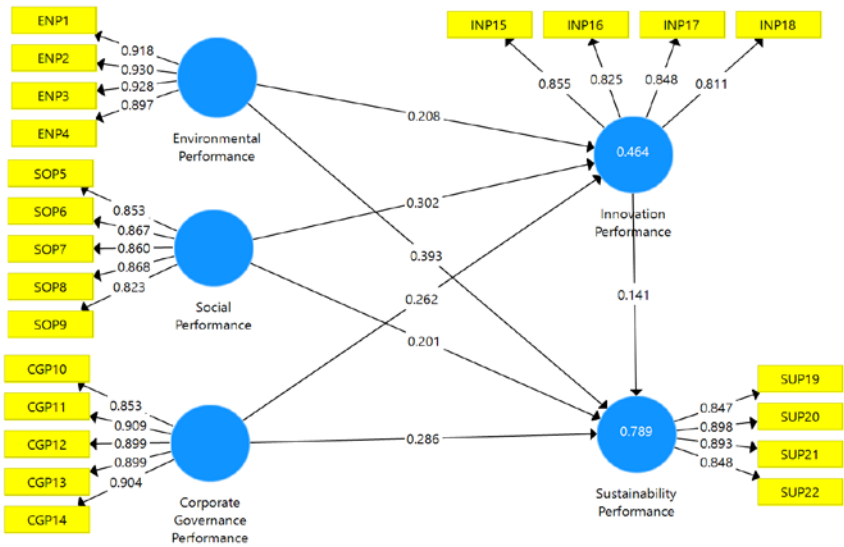 ENP1
0.918
ENP2
0.930
ENP3
0.928
ENP4
0.897
Environmental
Performance
SOP5
0.853
SOP6
0.867
SOP7
0.860
SOP8
0.868
SOP9
0.823
Social
Performance
CGP10
0.853
CGP11
0.909
CGP12
0.899
CGP13
0.899
CGP14
0.904
Corporate
Governance
Performance
0.208
0.302
0.393
0.262
0.201
0.286
INP15
INP16
INP17
INP18
0.855
0.825
0.848
0.811
0.464
Innovation
Performance
0.141
0.789
Sustainability
Performance
SUP19
0.847
SUP20
0.898
SUP21
0.893
SUP22
0.848